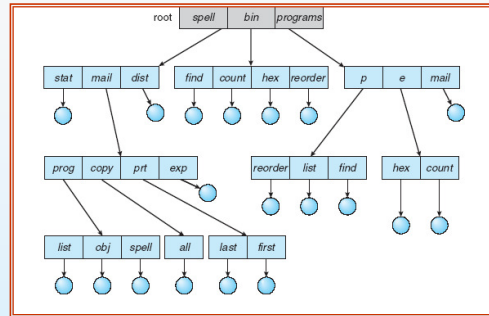 root spell bin programs
stat mail dist find count hex reorder p e mail
prog copy prt exp reorder list find hex count
list obj spell all last first